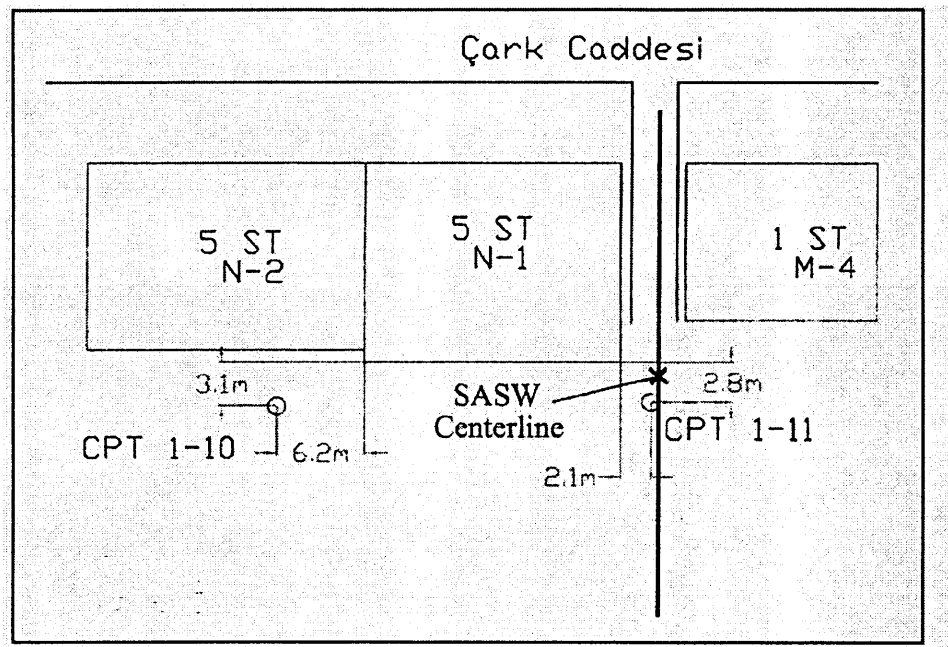 Çark Caddesi
5 ST
N-2
5 ST
N-1
1 ST
M-4
3.1m
SASW
Centerline
2.8m
CPT 1-10
6.2m
CPT 1-11
2.1m